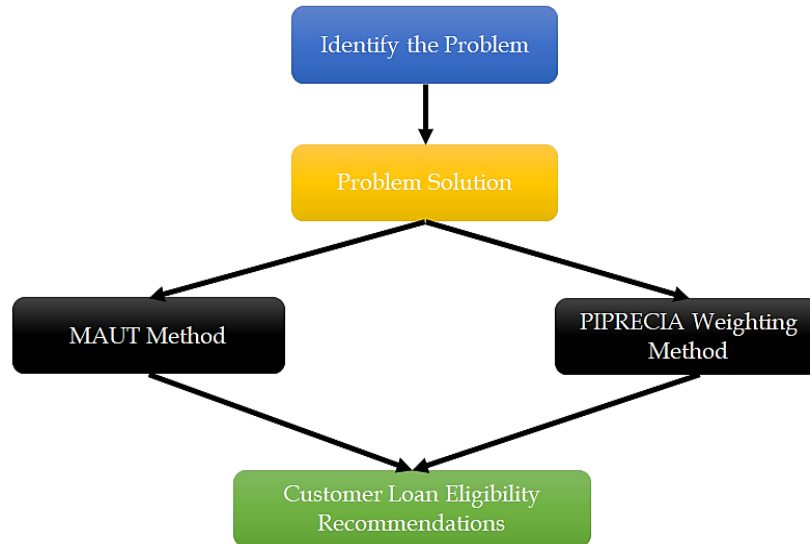 Identify the Problem
Problem Solution
MAUT Method
PIPRECIA Weighting
Method
Customer Loan Eligibility
Recommendations